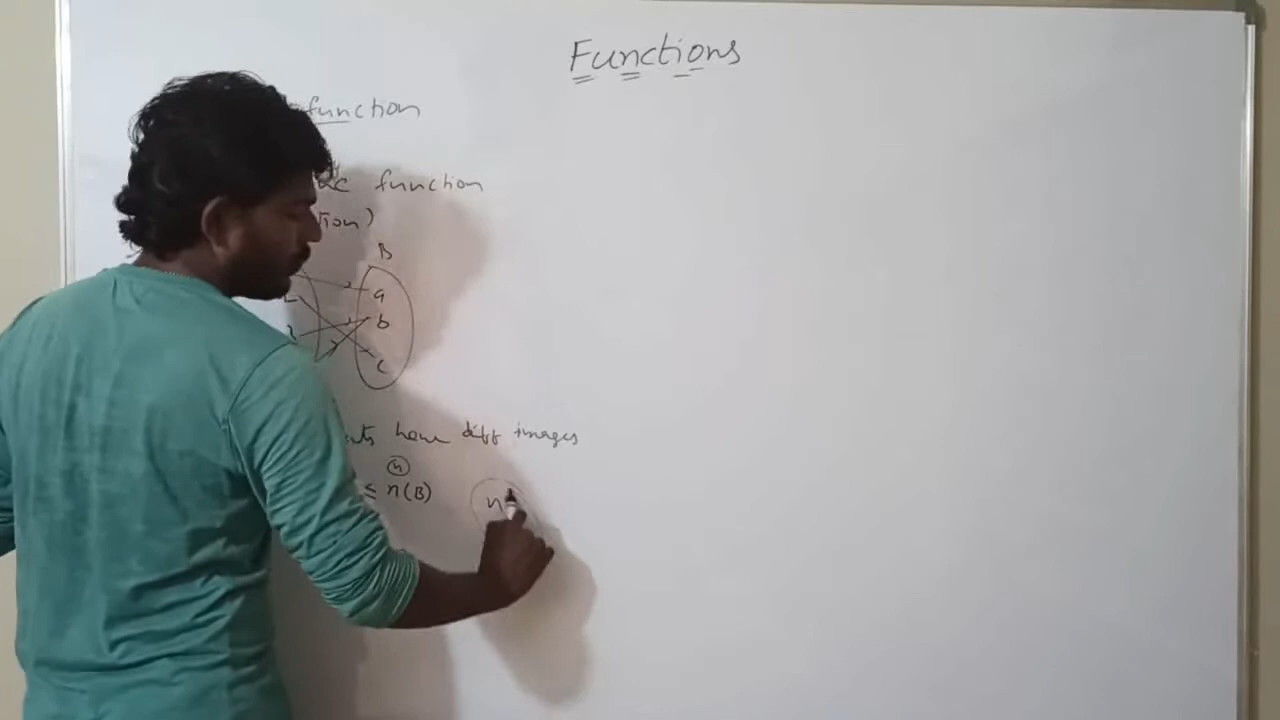 Functions
function
function
tion)
B
a
b
c
have diff images
n
≤ n(B)
n